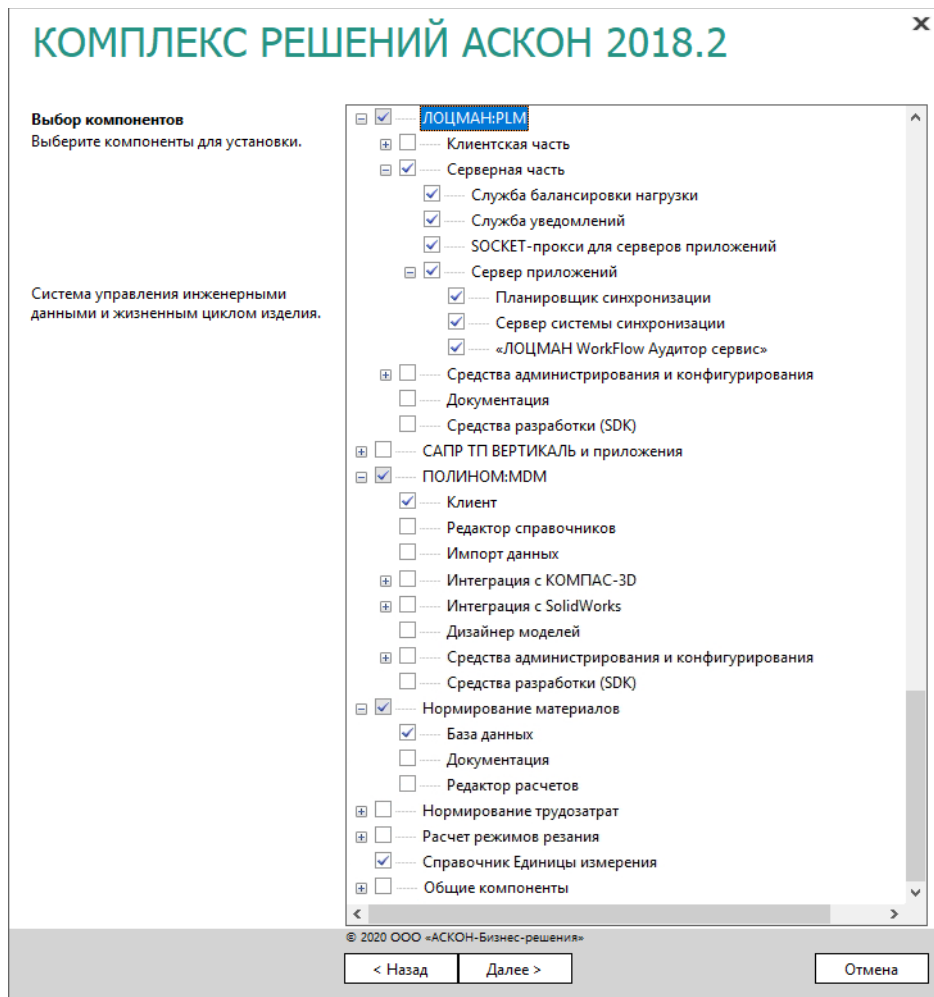 КОМПЛЕКС РЕШЕНИЙ АСКОН 2018.2
Выбор компонентов
Выберите компоненты для установки.
Система управления инженерными
данными и жизненным циклом изделия.
ЛОЦМАН:PLM
Клиентская часть
Серверная часть
Служба балансировки нагрузки
Служба уведомлений
SOCKET-прокси для серверов приложений
Сервер приложений
Планировщик синхронизации
Сервер системы синхронизации
«ЛОЦМАН WorkFlow Аудитор сервис»
Средства администрирования и конфигурирования
Документация
Средства разработки (SDK)
САПР ТП ВЕРТИКАЛЬ и приложения
ПОЛИНОМ:MDM
Клиент
Редактор справочников
Импорт данных
Интеграция с КОМПАС-3D
Интеграция с SolidWorks
Дизайнер моделей
Средства администрирования и конфигурирования
Средства разработки (SDK)
Нормирование материалов
База данных
Документация
Редактор расчетов
Нормирование трудозатрат
Расчет режимов резания
Справочник Единицы измерения
Общие компоненты
© 2020 ООО «АСКОН-Бизнес-решения»
< Назад
Далее >
Отмена